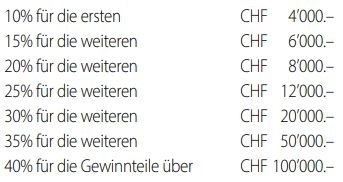 10% für die ersten CHF 4’000.–
15% für die weiteren CHF 6’000.–
20% für die weiteren CHF 8’000.–
25% für die weiteren CHF 12’000.–
30% für die weiteren CHF 20’000.–
35% für die weiteren CHF 50’000.–
40% für die Gewinnteile über CHF 100’000.–